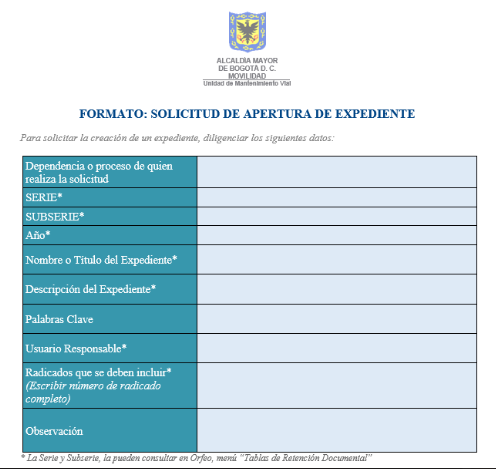 ALCALDÍA MAYOR
DE BOGOTÁ D. C.
MOVILIDAD
Unidad de Mantenimiento Vial
FORMATO: SOLICITUD DE APERTURA DE EXPEDIENTE
Para solicitar la creación de un expediente, diligenciar los siguientes datos:
Dependencia o proceso de quien
realiza la solicitud
SERIE*
SUBSERIE*
Año*
Nombre o Título del Expediente*
Descripción del Expediente*
Palabras Clave
Usuario Responsable*
Radicados que se deben incluir*
(Escribir número de radicado
completo)
Observación
* La Serie y Subserie, la pueden consultar en Orfeo, menú "Tablas de Retención Documental"